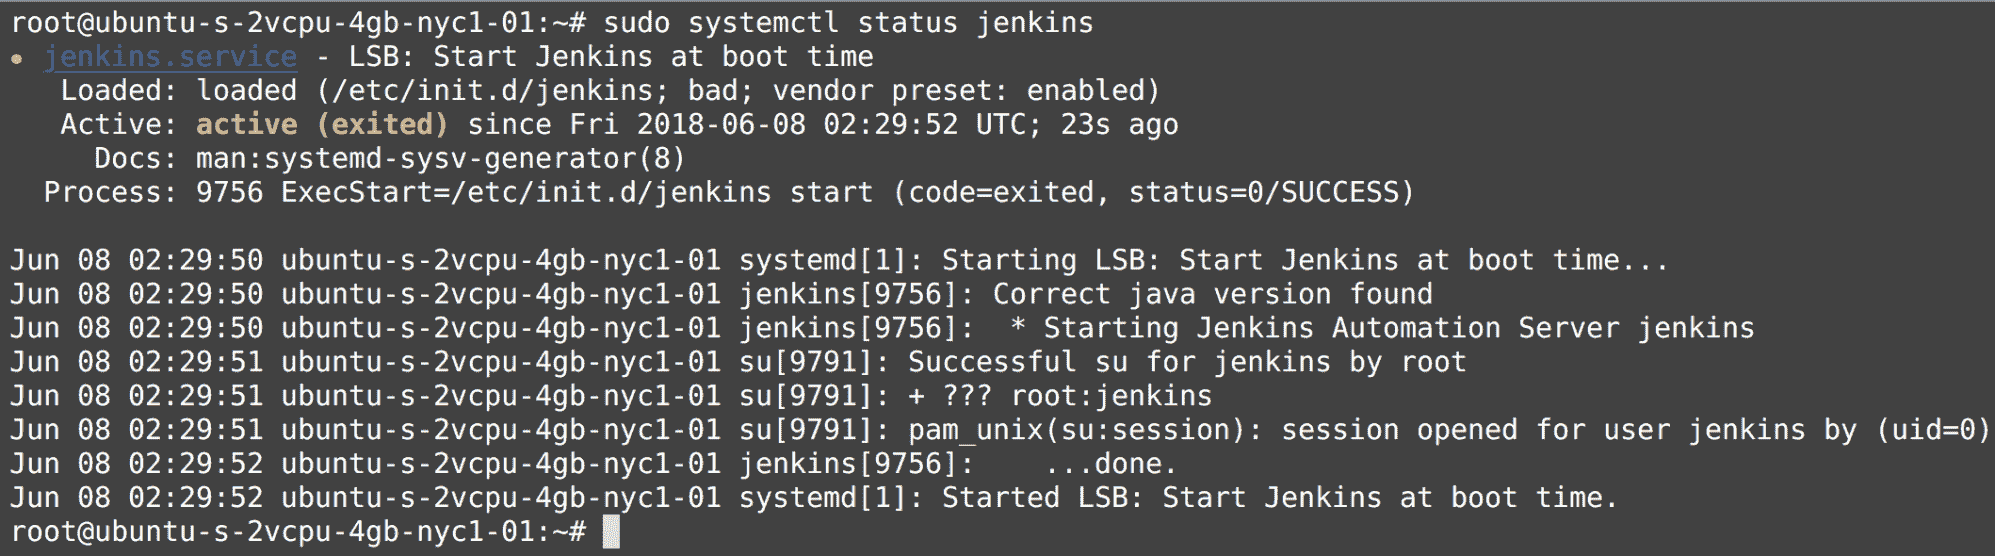 root@ubuntu-s-2vcpu-4gb-nyc1-01:~# sudo systemctl status jenkins
● jenkins.service - LSB: Start Jenkins at boot time
   Loaded: loaded (/etc/init.d/jenkins; bad; vendor preset: enabled)
   Active: active (exited) since Fri 2018-06-08 02:29:52 UTC; 23s ago
     Docs: man:systemd-sysv-generator(8)
  Process: 9756 ExecStart=/etc/init.d/jenkins start (code=exited, status=0/SUCCESS)

Jun 08 02:29:50 ubuntu-s-2vcpu-4gb-nyc1-01 systemd[1]: Starting LSB: Start Jenkins at boot time...
Jun 08 02:29:50 ubuntu-s-2vcpu-4gb-nyc1-01 jenkins[9756]: Correct java version found
Jun 08 02:29:50 ubuntu-s-2vcpu-4gb-nyc1-01 jenkins[9756]:  * Starting Jenkins Automation Server jenkins
Jun 08 02:29:51 ubuntu-s-2vcpu-4gb-nyc1-01 su[9791]: Successful su for jenkins by root
Jun 08 02:29:51 ubuntu-s-2vcpu-4gb-nyc1-01 su[9791]: + ??? root:jenkins
Jun 08 02:29:51 ubuntu-s-2vcpu-4gb-nyc1-01 su[9791]: pam_unix(su:session): session opened for user jenkins by (uid=0)
Jun 08 02:29:52 ubuntu-s-2vcpu-4gb-nyc1-01 jenkins[9756]:    ...done.
Jun 08 02:29:52 ubuntu-s-2vcpu-4gb-nyc1-01 systemd[1]: Started LSB: Start Jenkins at boot time.
root@ubuntu-s-2vcpu-4gb-nyc1-01:~#